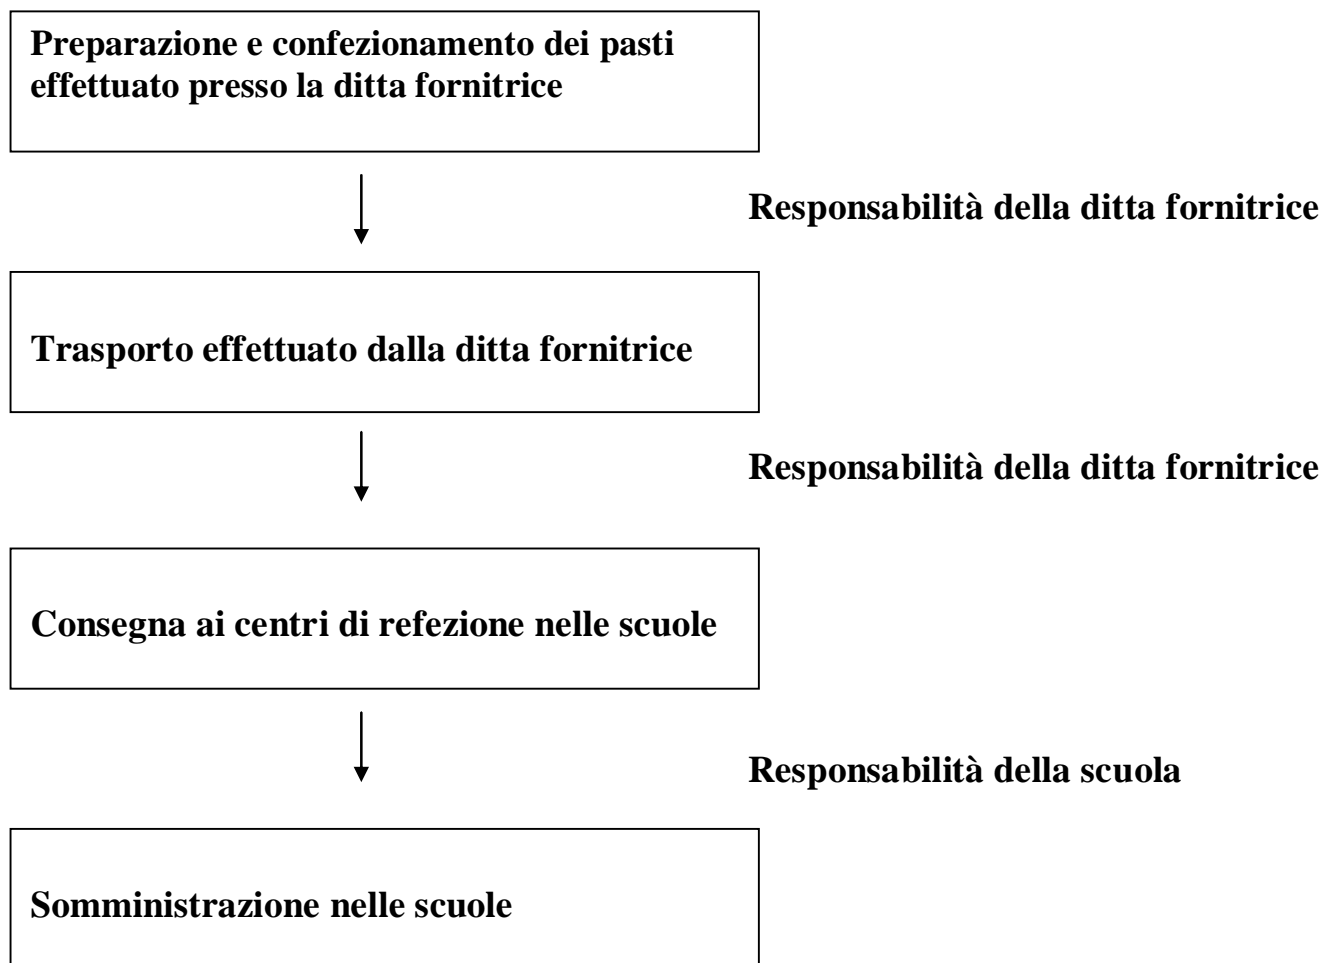 Preparazione e confezionamento dei pasti
effettuato presso la ditta fornitrice
Responsabilità della ditta fornitrice
Trasporto effettuato dalla ditta fornitrice
Responsabilità della ditta fornitrice
Consegna ai centri di refezione nelle scuole
Responsabilità della scuola
Somministrazione nelle scuole